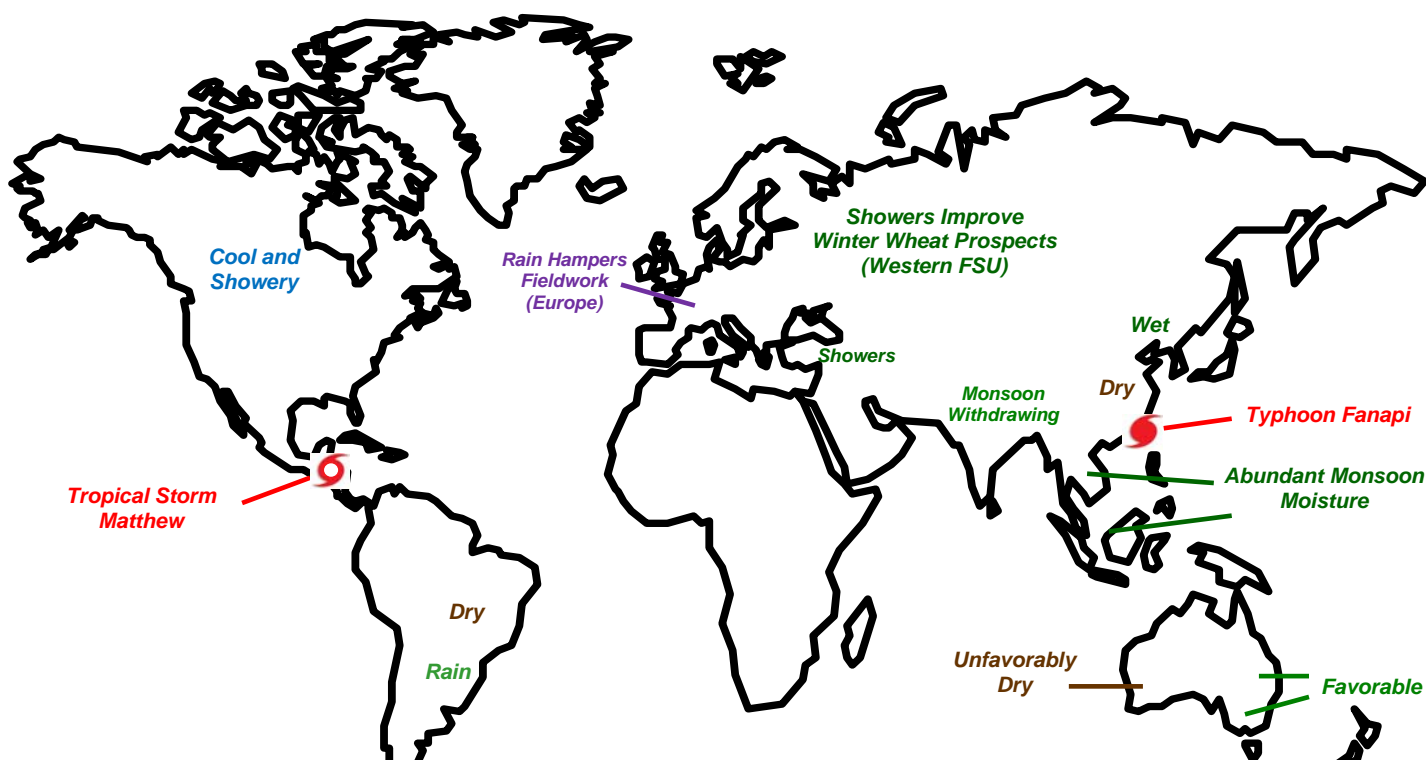 Showers Improve
Winter Wheat Prospects
(Western FSU)
Cool and
Showery
Rain Hampers
Fieldwork
(Europe)
Wet
Showers
Dry
Monsoon
Withdrawing
Typhoon Fanapi
Tropical Storm
Matthew
Abundant Monsoon
Moisture
Dry
Rain
Unfavorably
Dry
Favorable